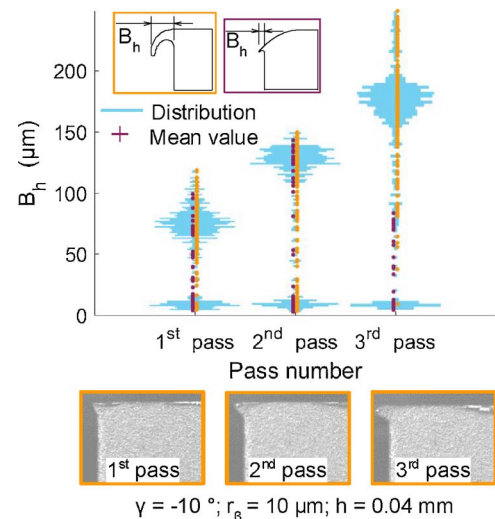 B_h
B_h
Distribution
Mean value
B_h (μm)
200
150
100
50
0
1st pass 2nd pass 3rd pass
Pass number
1st pass 2nd pass 3rd pass
γ = -10 °; r_β = 10 μm; h = 0.04 mm